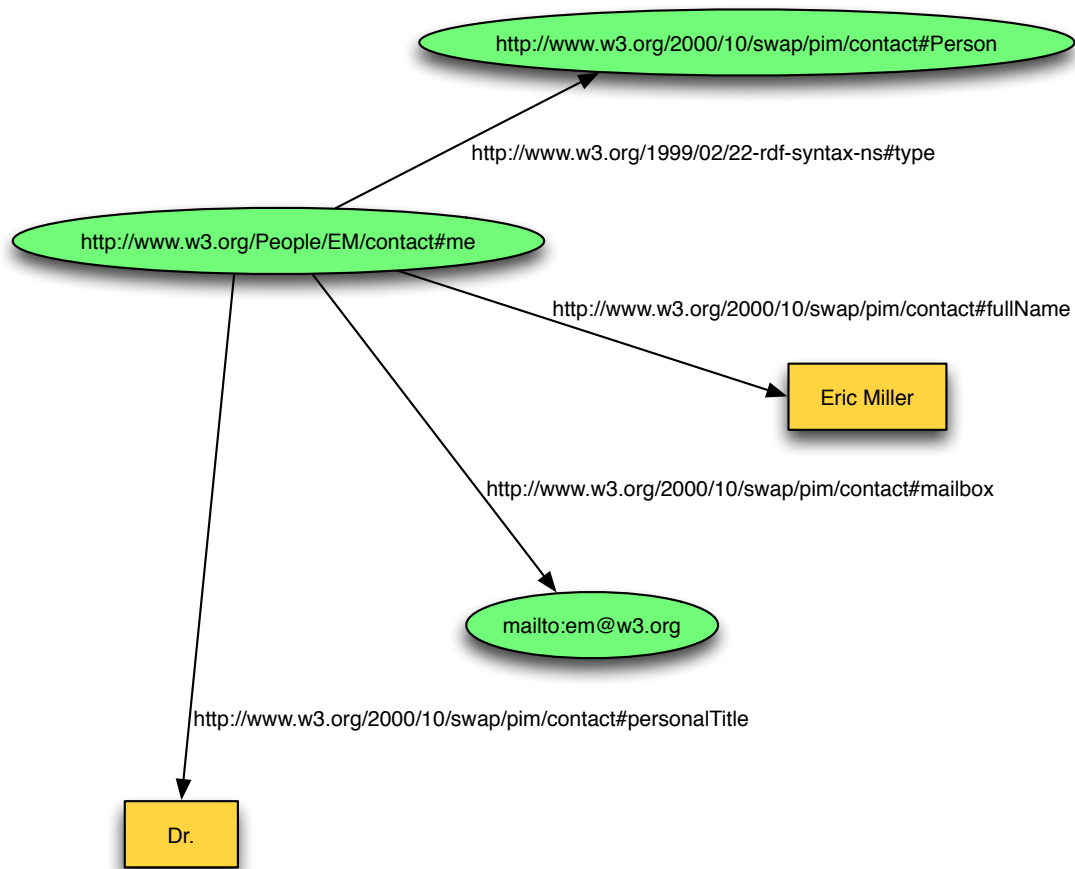 http://www.w3.org/2000/10/swap/pim/contact#Person
http://www.w3.org/1999/02/22-rdf-syntax-ns#type
http://www.w3.org/People/EM/contact#me
http://www.w3.org/2000/10/swap/pim/contact#fullName
Eric Miller
http://www.w3.org/2000/10/swap/pim/contact#mailbox
mailto:em@w3.org
http://www.w3.org/2000/10/swap/pim/contact#personalTitle
Dr.